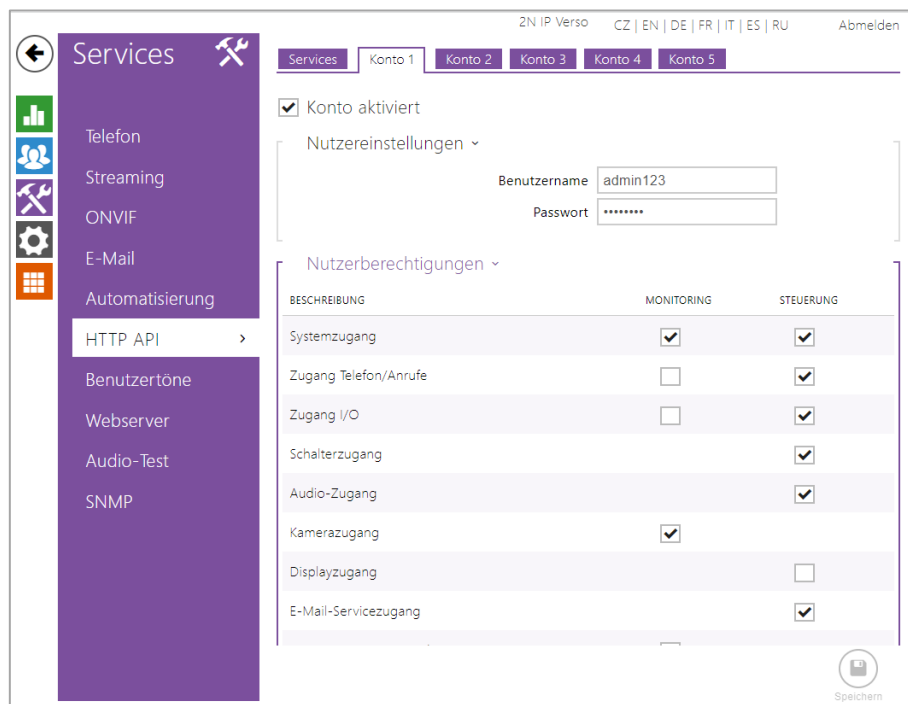 2N IP Verso CZ | EN | DE | FR | IT | ES | RU Abmelden
Services
Telefon
Streaming
ONVIF
E-Mail
Automatisierung
HTTP API
Benutzertöne
Webserver
Audio-Test
SNMP
Services Konto 1 Konto 2 Konto 3 Konto 4 Konto 5
Konto aktiviert
Nutzereinstellungen
Benutzername admin123
Passwort ••••••••
Nutzerberechtigungen
BESCHREIBUNG MONITORING STEUERUNG
Systemzugang
Zugang Telefon/Anrufe
Zugang I/O
Schalterzugang
Audio-Zugang
Kamerazugang
Displayzugang
E-Mail-Servicezugang
Speichern